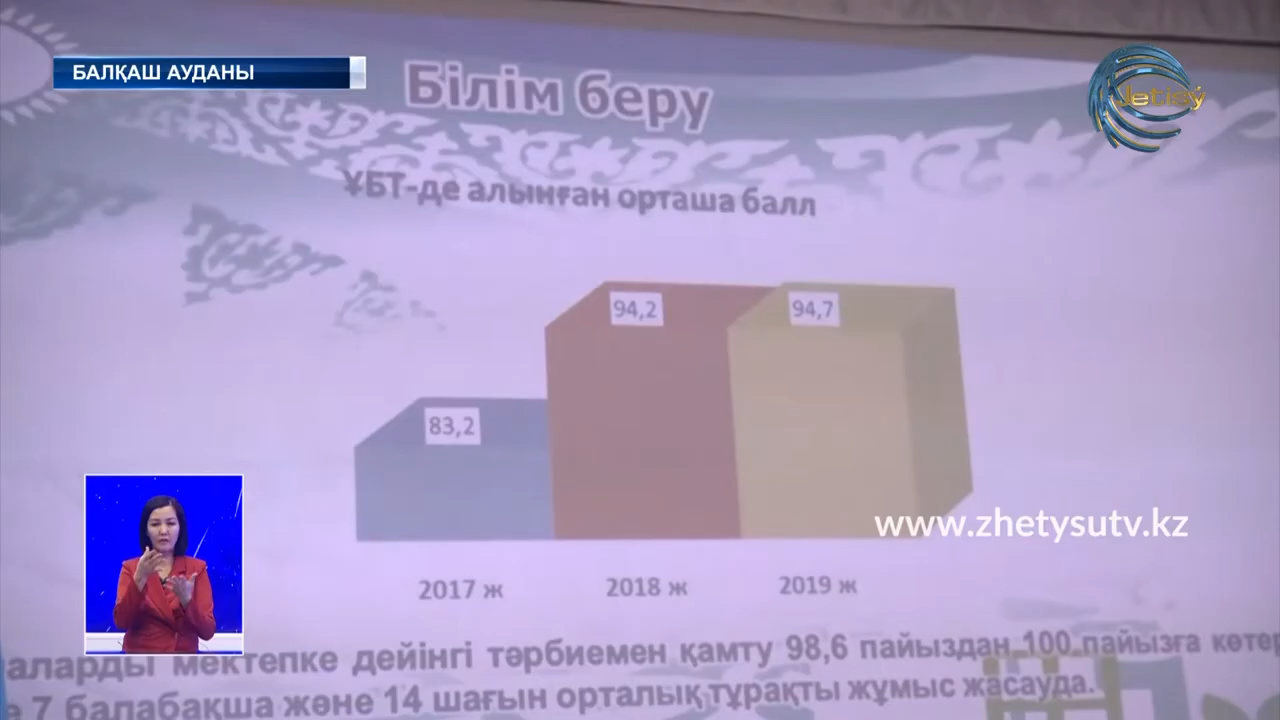 БАЛҚАШ АУДАНЫ
Jetisý
Білім беру
ҰБТ-де алынған орташа балл
94,2
94,7
83,2
www.zhetysutv.kz
2017 ж
2018 ж
2019 ж
мектепке дейінгі тәрбиемен қамту 98,6 пайыздан 100 пайызға
7 балабақша және 14 шағын орталық тұрақты жұмыс жасауда.